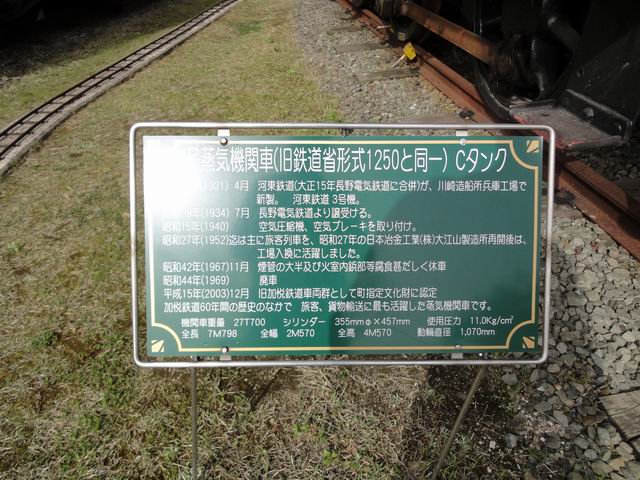 蒸気機関車(旧鉄道省形式1250と同一) Cタンク
(1921) 4月 河東鉄道(大正15年長野電気鉄道に合併)が、川崎造船所兵庫工場で
新製。 河東鉄道 3号機。
9年(1934) 7月 長野電気鉄道より譲受ける。
昭和15年(1940) 空気圧縮機、空気ブレーキを取り付け。
昭和27年(1952)迄は主に旅客列車を、昭和27年の日本冶金工業(株)大江山製造所再開後は、
工場入換に活躍しました。
昭和42年(1967)11月 煙管の大半及び火室内鋲部等腐食甚だしく休車
昭和44年(1969) 廃車
平成15年(2003)12月 旧加悦鉄道車両群として町指定文化財に認定
加悦鉄道60年間の歴史のなかで 旅客、貨物輸送に最も活躍した蒸気機関車です。
機関車重量 27T700 シリンダー 355mmφ×457mm 使用圧力 11.0Kg/cm²
全長 7M798 全幅 2M570 全高 4M570 動輪直径 1,070mm